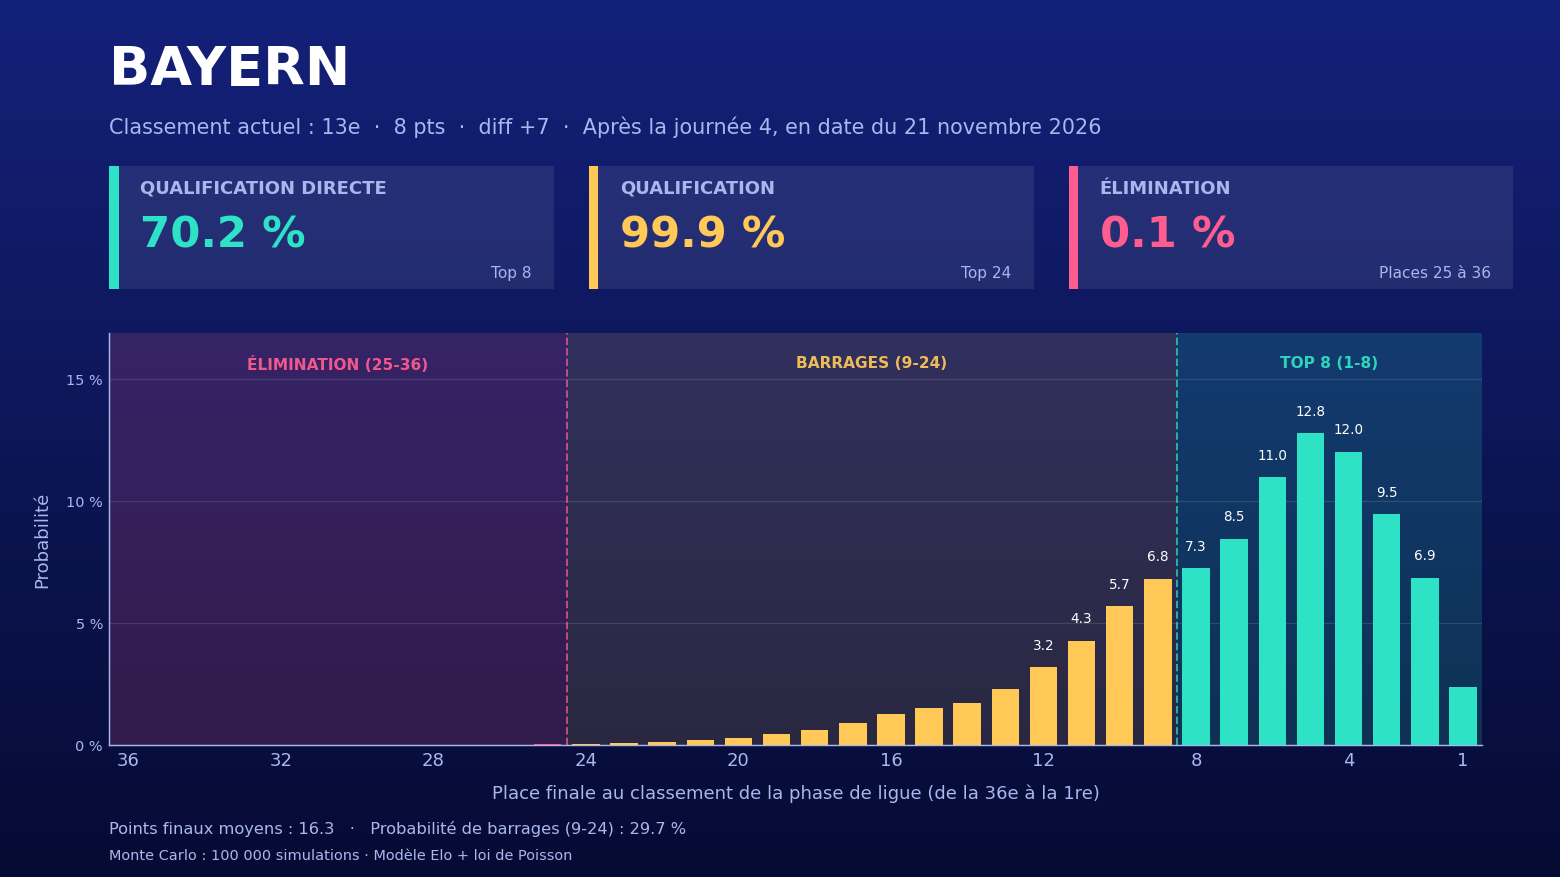 BAYERN
Classement actuel : 13e · 8 pts · diff +7 · Après la journée 4, en date du 21 novembre 2026
QUALIFICATION DIRECTE
70.2 %
Top 8
QUALIFICATION
99.9 %
Top 24
ÉLIMINATION
0.1 %
Places 25 à 36
ÉLIMINATION (25-36)
BARRAGES (9-24)
TOP 8 (1-8)
Probabilité
15 %
10 %
5 %
0 %
3.2
4.3
5.7
6.8
7.3
8.5
11.0
12.8
12.0
9.5
6.9
36 32 28 24 20 16 12 8 4 1
Place finale au classement de la phase de ligue (de la 36e à la 1re)
Points finaux moyens : 16.3 · Probabilité de barrages (9-24) : 29.7 %
Monte Carlo : 100 000 simulations · Modèle Elo + loi de Poisson